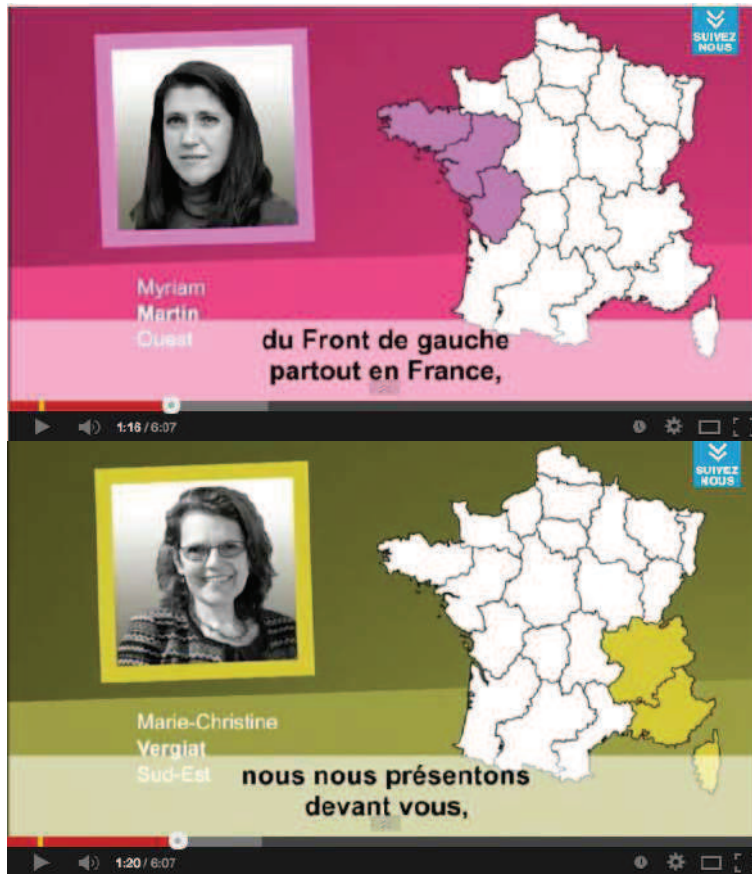 SUIVEZ
NOUS
Myriam
Martin
Ouest
du Front de gauche
partout en France,
1:16 / 6:07
SUIVEZ
NOUS
Marie-Christine
Vergiat
Sud-Est
nous nous présentons
devant vous,
1:20 / 6:07